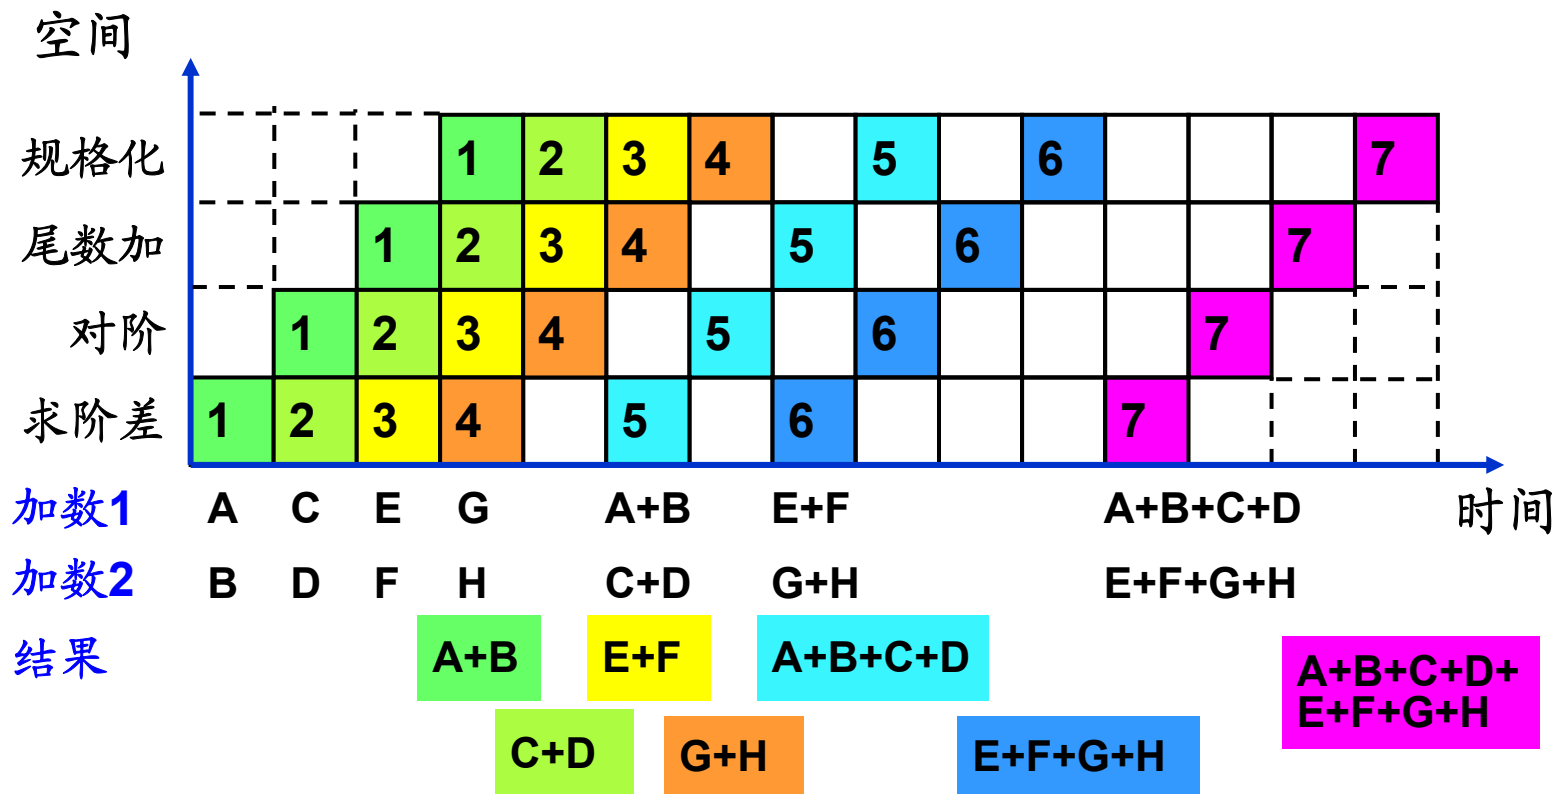 空间
规格化 1 2 3 4 5 6 7
尾数加 1 2 3 4 5 6 7
对阶 1 2 3 4 5 6 7
求阶差 1 2 3 4 5 6 7
加数1 A C E G A+B E+F A+B+C+D 时间
加数2 B D F H C+D G+H E+F+G+H
结果 A+B E+F A+B+C+D A+B+C+D+
E+F+G+H
C+D G+H E+F+G+H